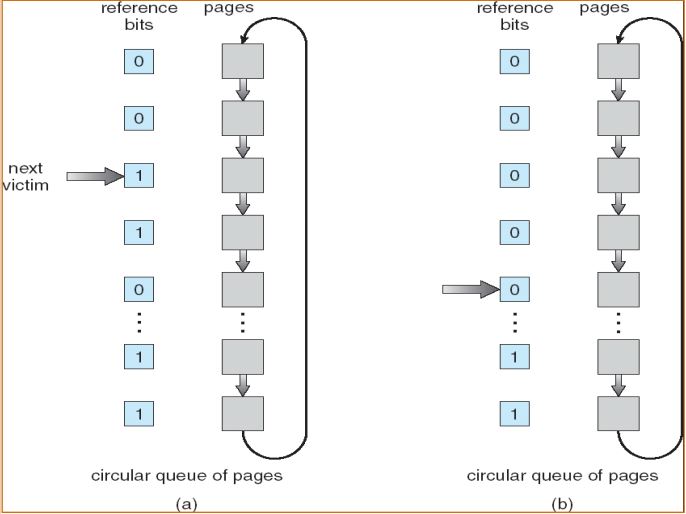 reference bits
pages
0
0
next victim
1
1
0
1
1
circular queue of pages
(a)
reference bits
pages
0
0
0
0
0
1
1
circular queue of pages
(b)